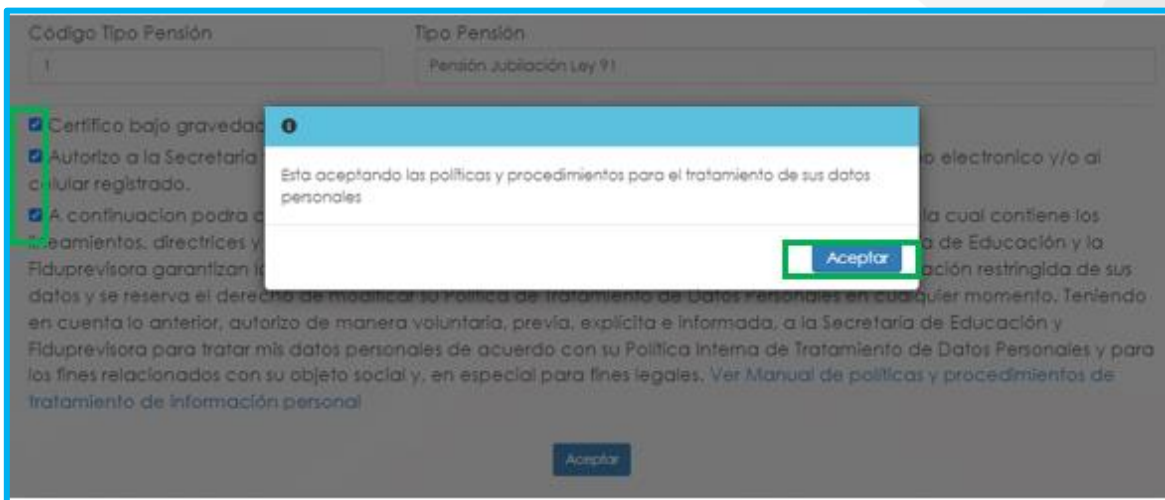 Código Tipo Pensión
Tipo Pensión
1
Pensión Jubilación Ley 91
Certifico bajo gravedad
Autorizo a la Secretaria
o electronico y/o al
celular registrado.
Esta aceptando las políticas y procedimientos para el tratamiento de sus datos
personales
A continuacion podra c
la cual contiene los
lineamientos, directrices y
a de Educación y la
Aceptar
Fiduprevisora garantizan l
ación restringida de sus
datos y se reserva el derecho de modificar su Política de Tratamiento de Datos Personales en cualquier momento. Teniendo
en cuenta lo anterior, autorizo de manera voluntaria, previa, explícita e informada, a la Secretaría de Educación y
Fiduprevisora para tratar mis datos personales de acuerdo con su Política Interna de Tratamiento de Datos Personales y para
los fines relacionados con su objeto social y, en especial para fines legales. Ver Manual de políticas y procedimientos de
tratamiento de información personal
Aceptar